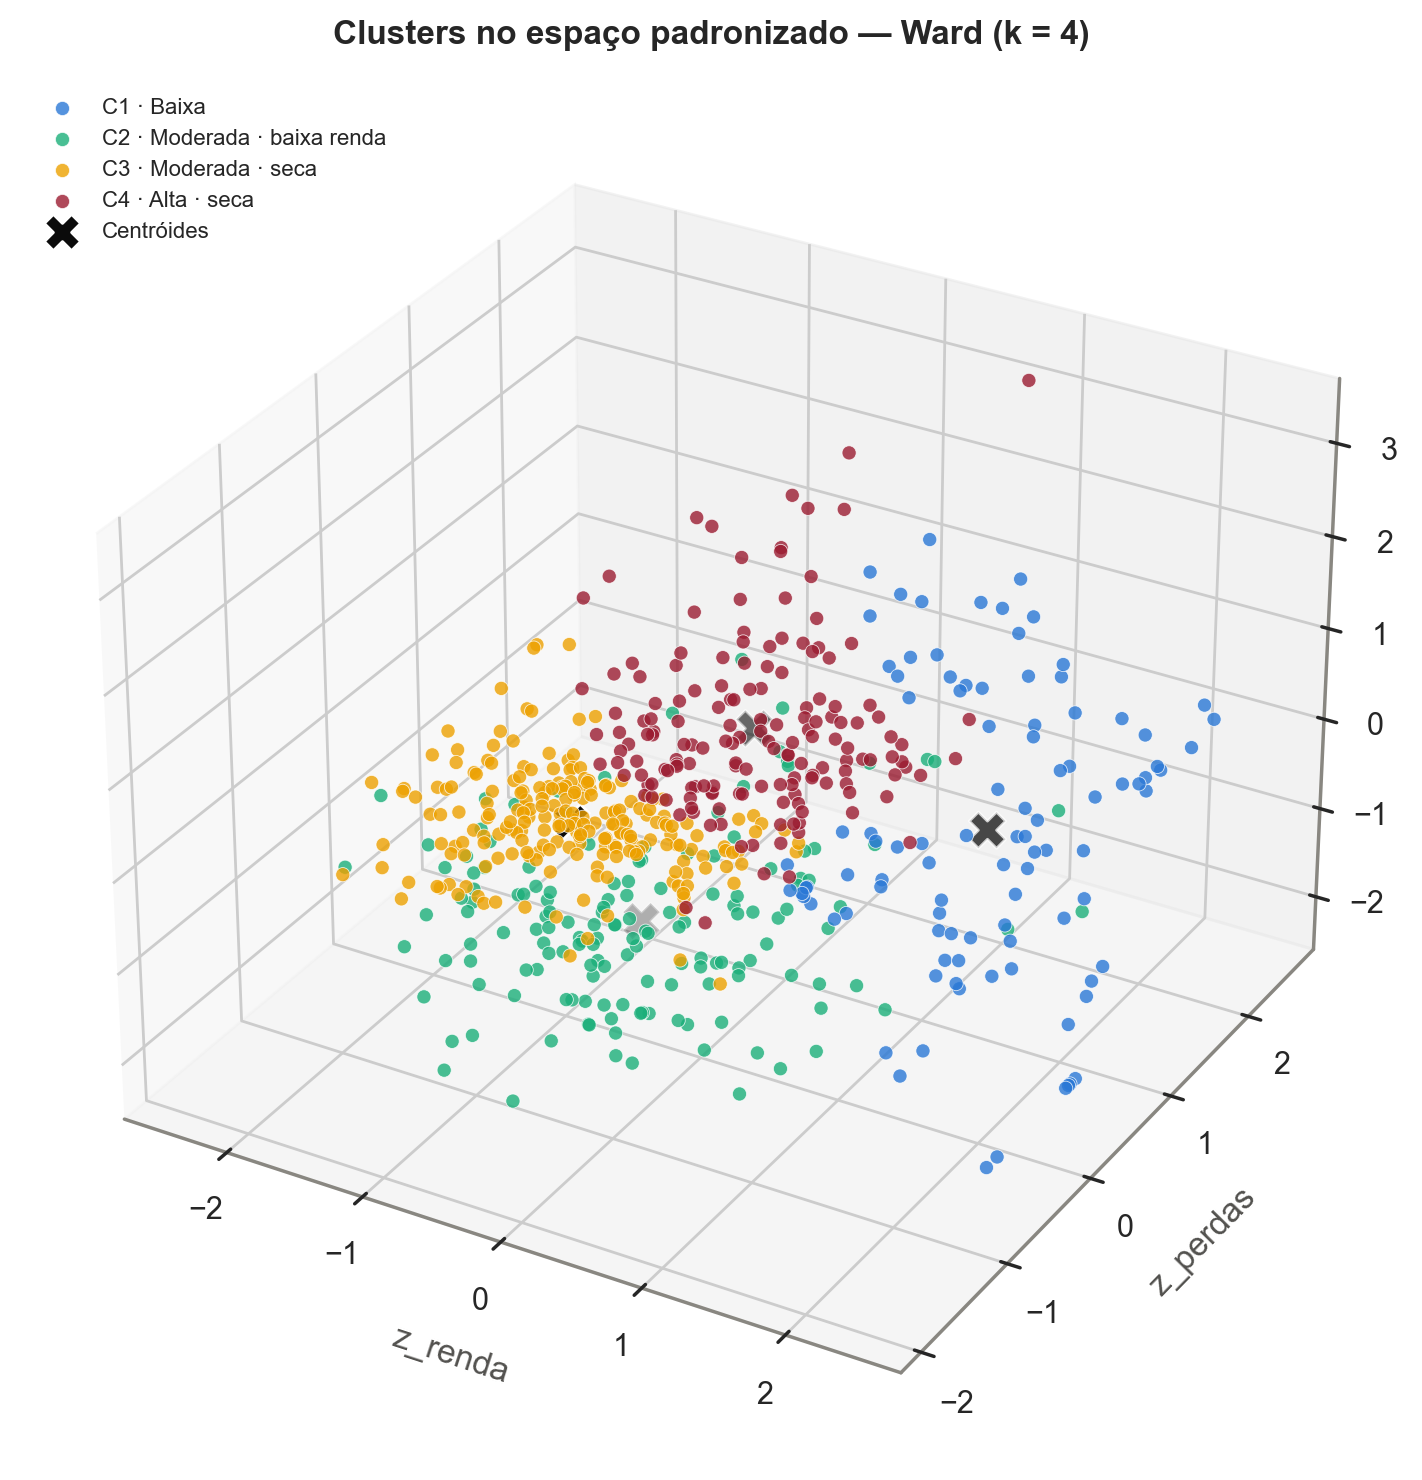 Clusters no espaço padronizado — Ward (k = 4)
C1 · Baixa
C2 · Moderada · baixa renda
C3 · Moderada · seca
C4 · Alta · seca
Centróides
3
2
1
0
−1
−2
2
1
0
−1
−2
z_perdas
−2
−1
0
1
2
z_renda